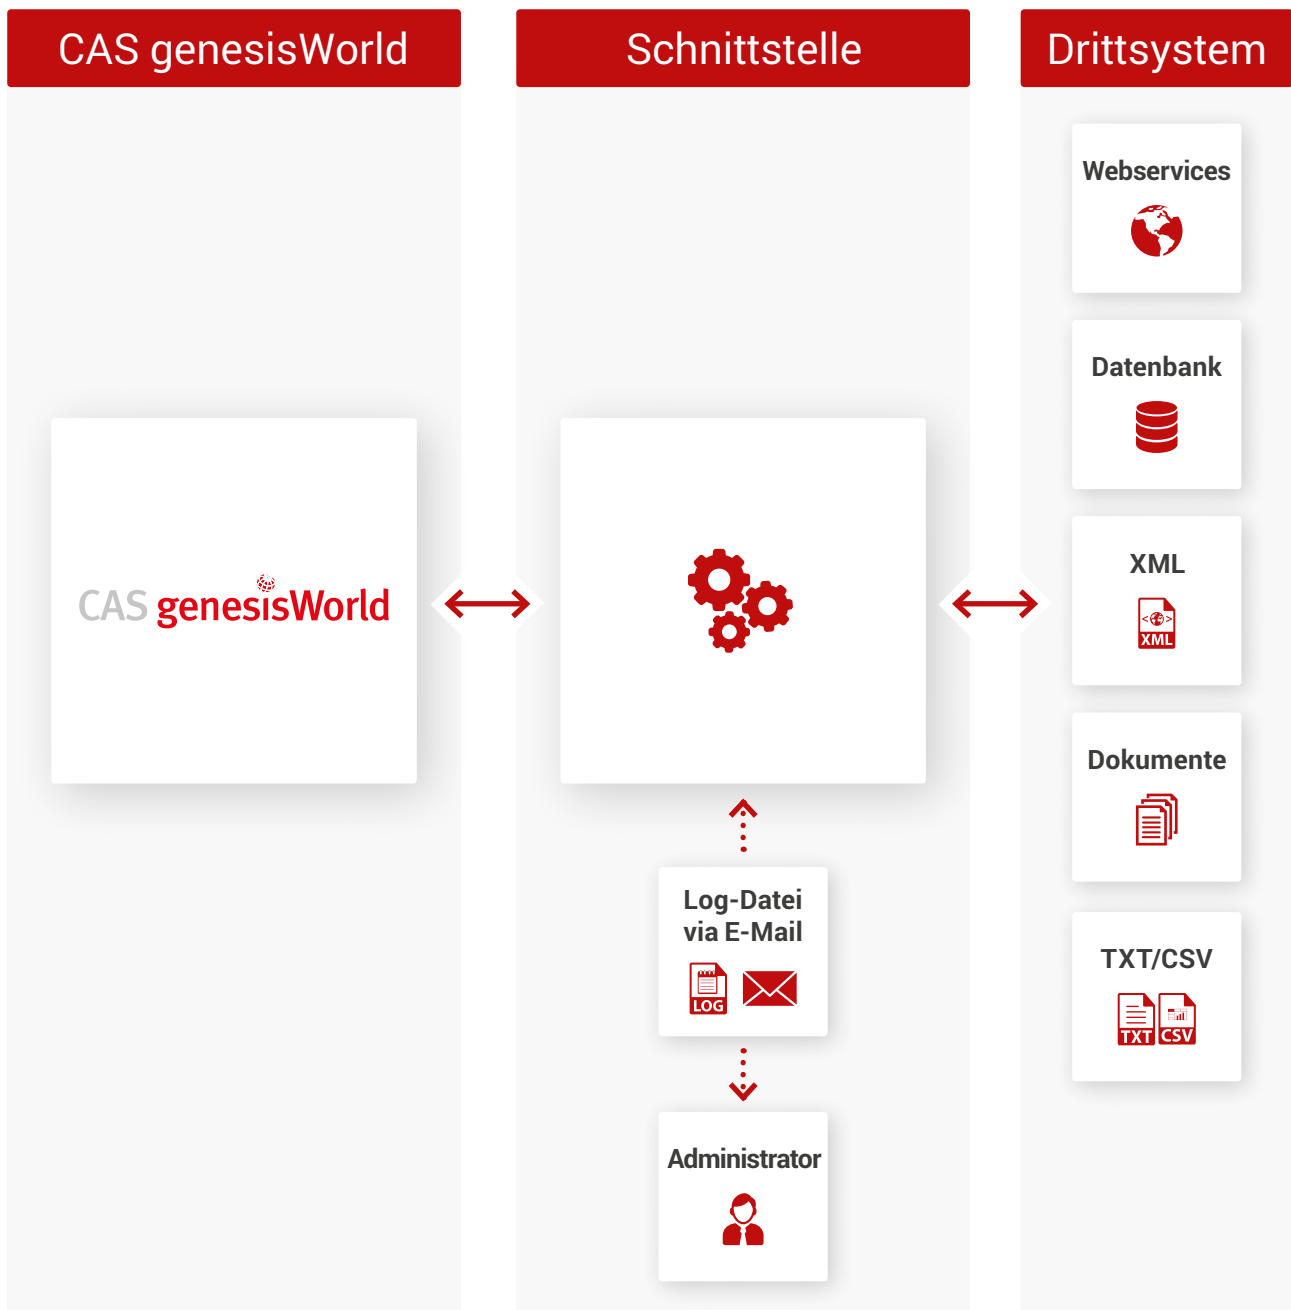 CAS genesisWorld
Schnittstelle
Drittsystem
CAS genesisWorld
Log-Datei
via E-Mail
LOG
Administrator
Webservices
Datenbank
XML
XML
Dokumente
TXT/CSV
TXT CSV